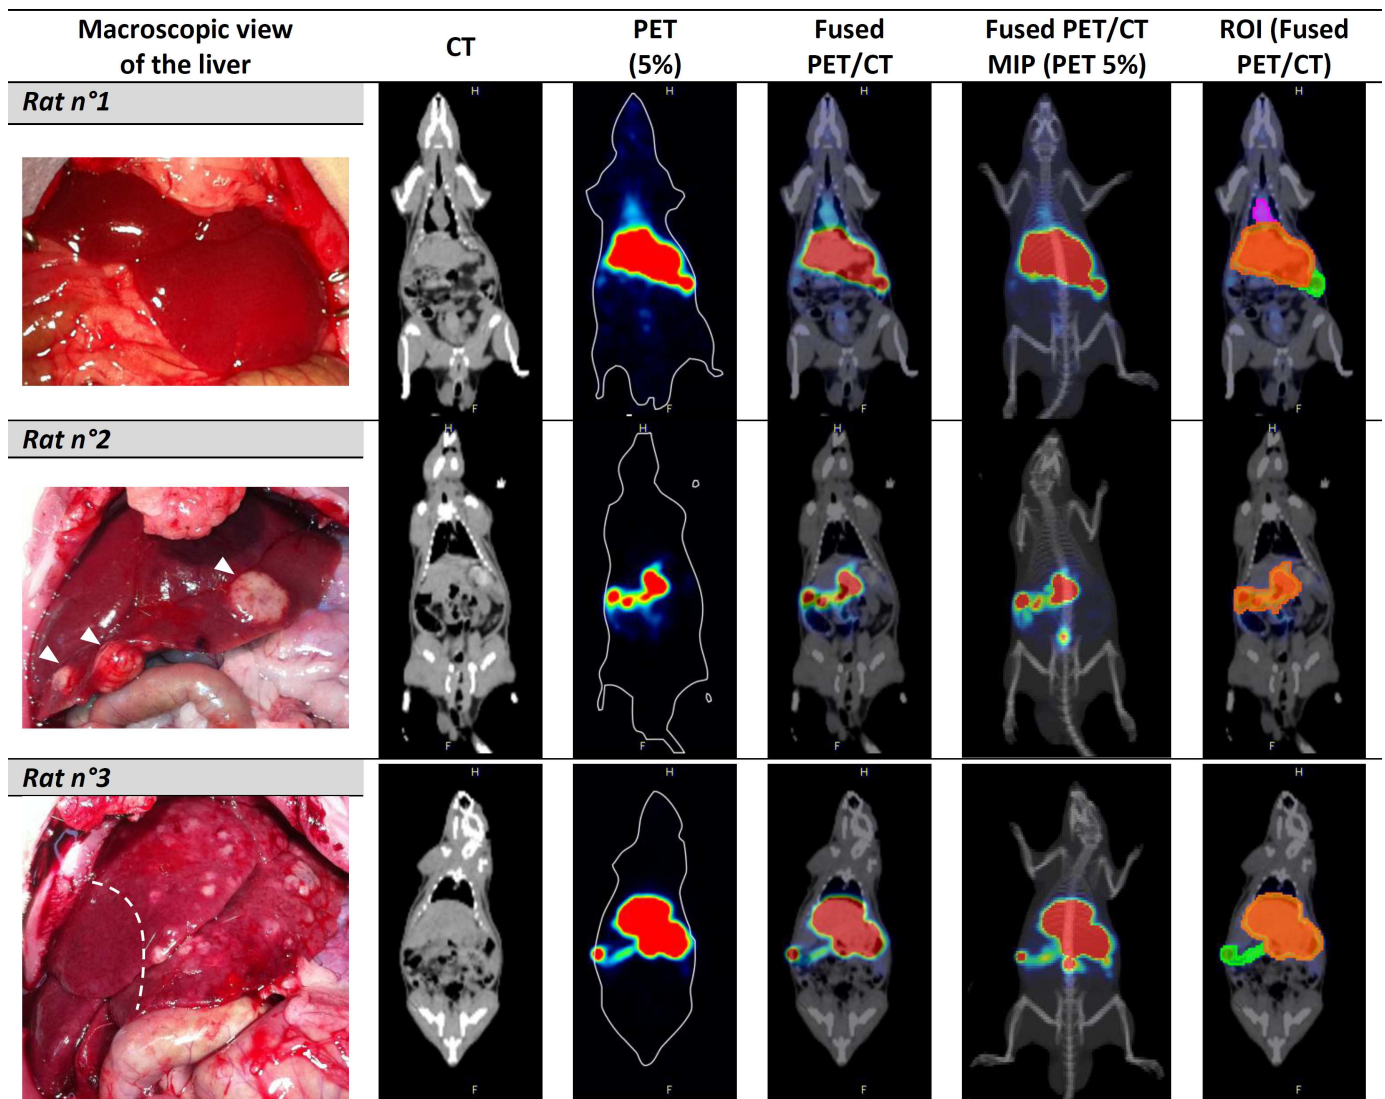 Macroscopic view
of the liver
CT
PET
(5%)
Fused
PET/CT
Fused PET/CT
MIP (PET 5%)
ROI (Fused
PET/CT)
Rat n°1
H
H
H
H
F
F
F
F
Rat n°2
H
H
H
H
F
F
F
F
Rat n°3
H
H
H
H
F
F
F
F